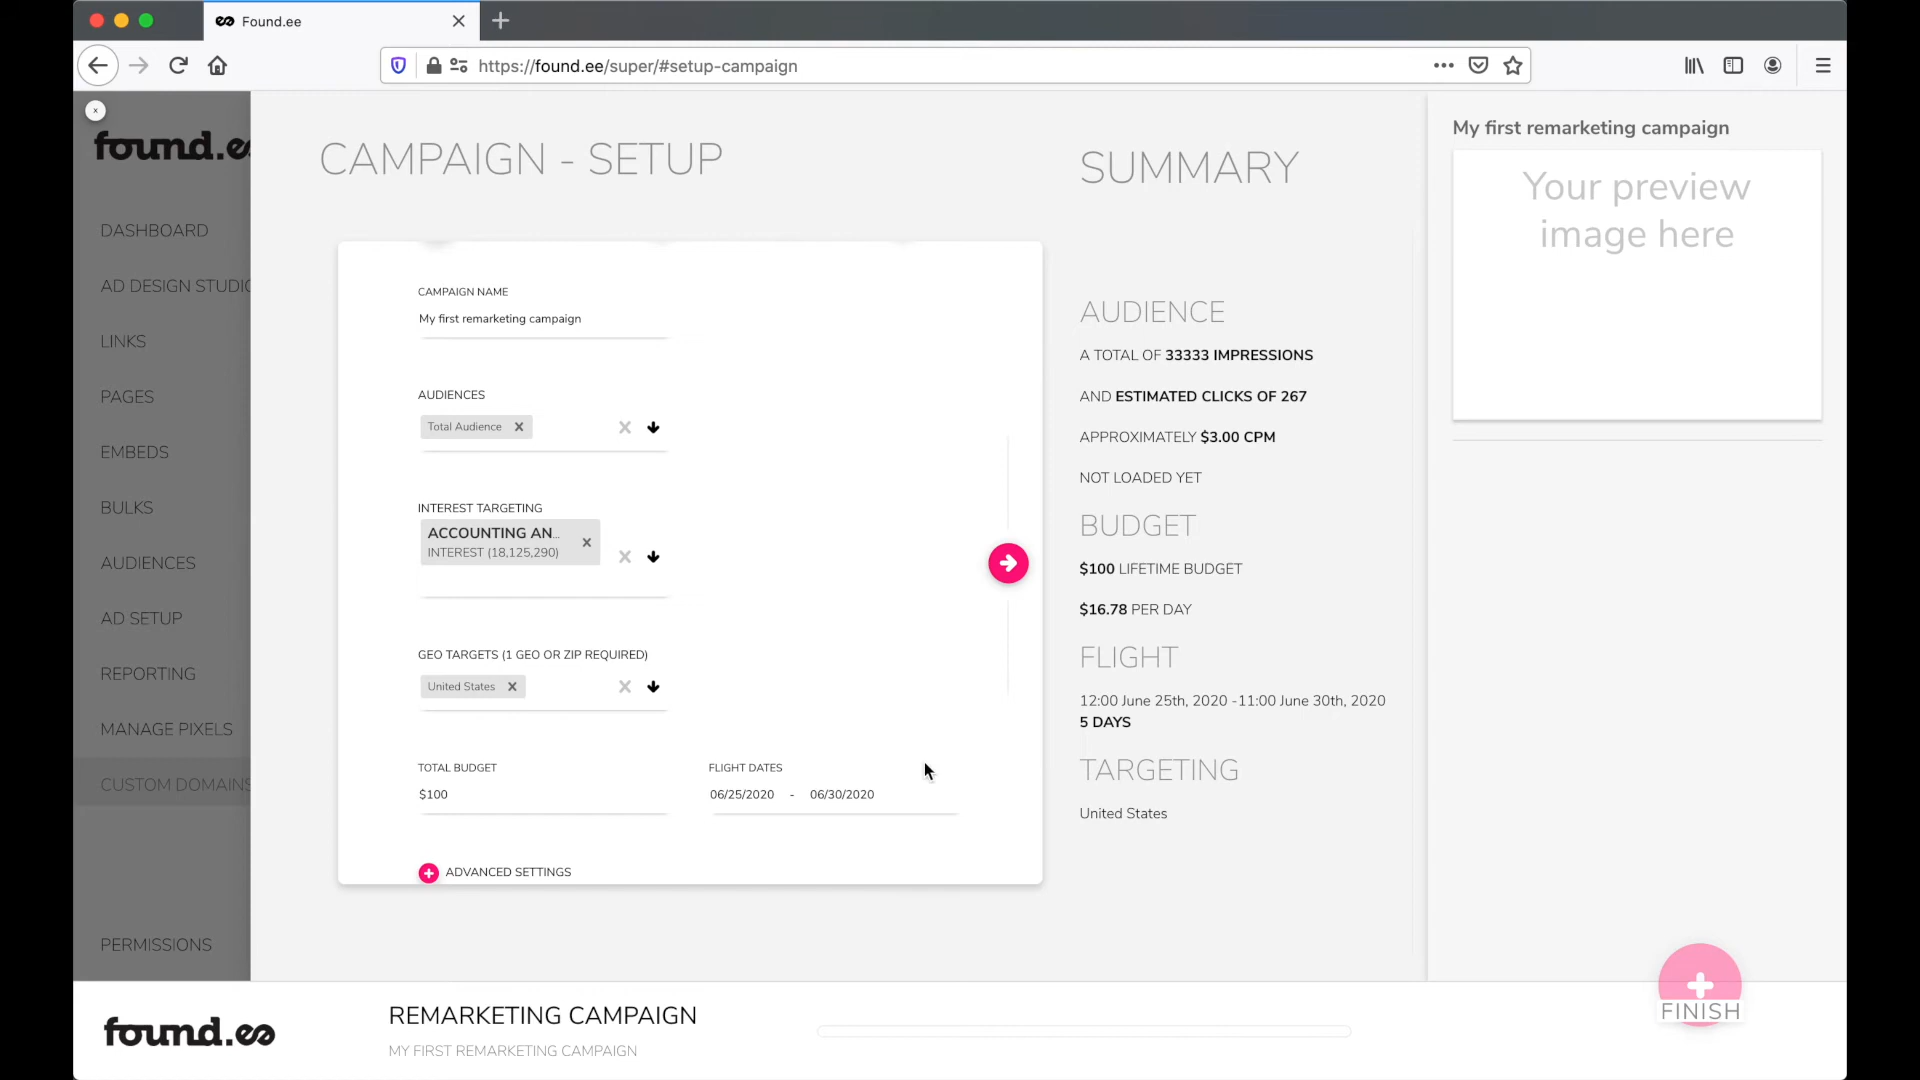 Found.ee
https://found.ee/super/#setup-campaign
x
found.ee
DASHBOARD
AD DESIGN STUDIO
LINKS
PAGES
EMBEDS
BULKS
AUDIENCES
AD SETUP
REPORTING
MANAGE PIXELS
CUSTOM DOMAINS
PERMISSIONS
CAMPAIGN - SETUP
CAMPAIGN NAME
My first remarketing campaign
AUDIENCES
Total Audience
INTEREST TARGETING
ACCOUNTING AN...
INTEREST (18,125,290)
GEO TARGETS (1 GEO OR ZIP REQUIRED)
United States
TOTAL BUDGET
$100
FLIGHT DATES
06/25/2020 - 06/30/2020
ADVANCED SETTINGS
SUMMARY
AUDIENCE
A TOTAL OF 33333 IMPRESSIONS
AND ESTIMATED CLICKS OF 267
APPROXIMATELY $3.00 CPM
NOT LOADED YET
BUDGET
$100 LIFETIME BUDGET
$16.78 PER DAY
FLIGHT
12:00 June 25th, 2020 -11:00 June 30th, 2020
5 DAYS
TARGETING
United States
My first remarketing campaign
Your preview
image here
FINISH
found.ee
REMARKETING CAMPAIGN
MY FIRST REMARKETING CAMPAIGN